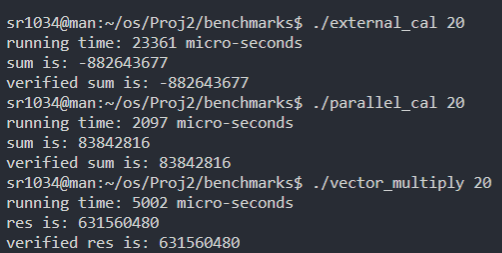 sr1034@man:~/os/Proj2/benchmarks$ ./external_cal 20
running time: 23361 micro-seconds
sum is: -882643677
verified sum is: -882643677
sr1034@man:~/os/Proj2/benchmarks$ ./parallel_cal 20
running time: 2097 micro-seconds
sum is: 83842816
verified sum is: 83842816
sr1034@man:~/os/Proj2/benchmarks$ ./vector_multiply 20
running time: 5002 micro-seconds
res is: 631560480
verified res is: 631560480